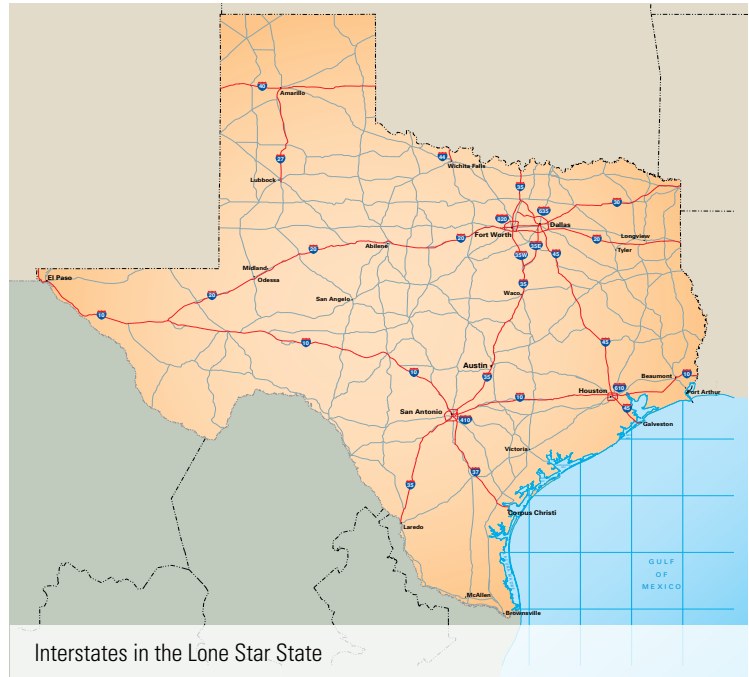 40
Amarillo
27
Lubbock
44
Wichita Falls
35
820
635
30
Fort Worth
Dallas
20
Longview
Tyler
20
Abilene
20
35W
35E
45
Midland
Odessa
San Angelo
Waco
35
El Paso
20
10
10
45
Austin
35
10
San Antonio
410
10
Houston
610
Beaumont
10
Port Arthur
45
Galveston
Victoria
37
35
Laredo
Corpus Christi
GULF
OF
MEXICO
McAllen
Brownsville
Interstates in the Lone Star State